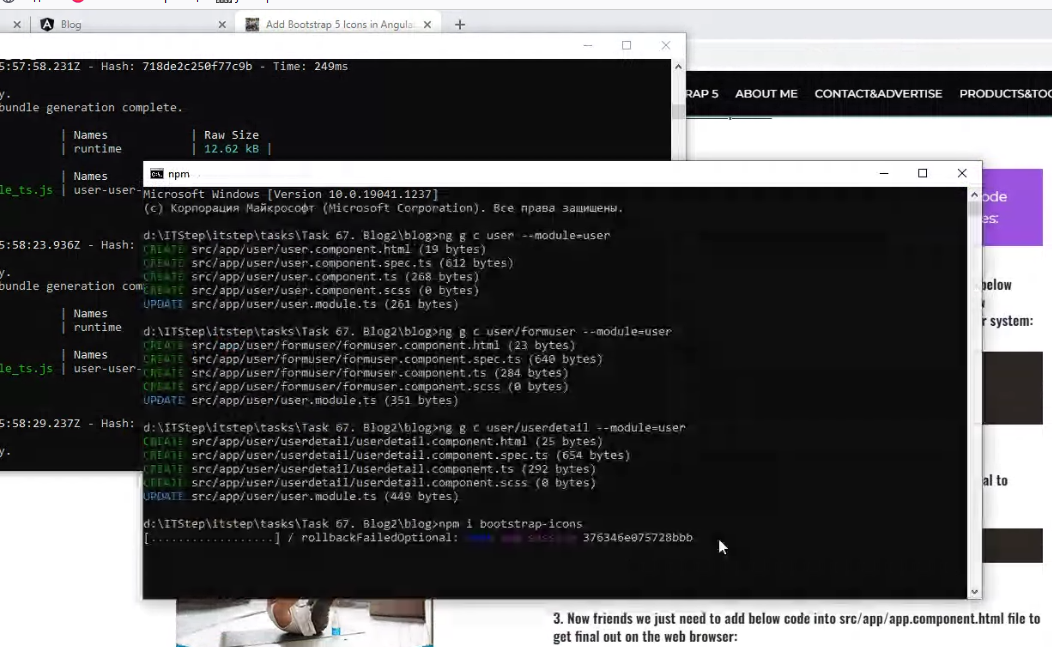 Blog
Add Bootstrap 5 Icons in Angula
5:57:58.231Z - Hash: 718de2c250f77c9b - Time: 249ms
y.
bundle generation complete.
| Names | Raw Size
| runtime | 12.62 kB |
| Names
le_ts.js | user-user-
5:58:23.936Z - Hash:
y.
bundle generation com
| Names
| runtime
| Names
le_ts.js | user-user-
5:58:29.237Z - Hash:
y.
RAP 5 ABOUT ME CONTACT&ADVERTISE PRODUCTS&TOO
npm
Microsoft Windows [Version 10.0.19041.1237]
(c) Корпорация Майкрософт (Microsoft Corporation). Все права защищены.
d:\ITStep\itstep\tasks\Task 67. Blog2\blog>ng g c user --module=user
CREATE src/app/user/user.component.html (19 bytes)
CREATE src/app/user/user.component.spec.ts (612 bytes)
CREATE src/app/user/user.component.ts (268 bytes)
CREATE src/app/user/user.component.scss (0 bytes)
UPDATE src/app/user/user.module.ts (261 bytes)
d:\ITStep\itstep\tasks\Task 67. Blog2\blog>ng g c user/formuser --module=user
CREATE src/app/user/formuser/formuser.component.html (23 bytes)
CREATE src/app/user/formuser/formuser.component.spec.ts (640 bytes)
CREATE src/app/user/formuser/formuser.component.ts (284 bytes)
CREATE src/app/user/formuser/formuser.component.scss (0 bytes)
UPDATE src/app/user/user.module.ts (351 bytes)
d:\ITStep\itstep\tasks\Task 67. Blog2\blog>ng g c user/userdetail --module=user
CREATE src/app/user/userdetail/userdetail.component.html (25 bytes)
CREATE src/app/user/userdetail/userdetail.component.spec.ts (654 bytes)
CREATE src/app/user/userdetail/userdetail.component.ts (292 bytes)
CREATE src/app/user/userdetail/userdetail.component.scss (0 bytes)
UPDATE src/app/user/user.module.ts (449 bytes)
d:\ITStep\itstep\tasks\Task 67. Blog2\blog>npm i bootstrap-icons
[..................] / rollbackFailedOptional: 376346e075728bbb
ode
es:
below
r system:
al to
3. Now friends we just need to add below code into src/app/app.component.html file to
get final out on the web browser: